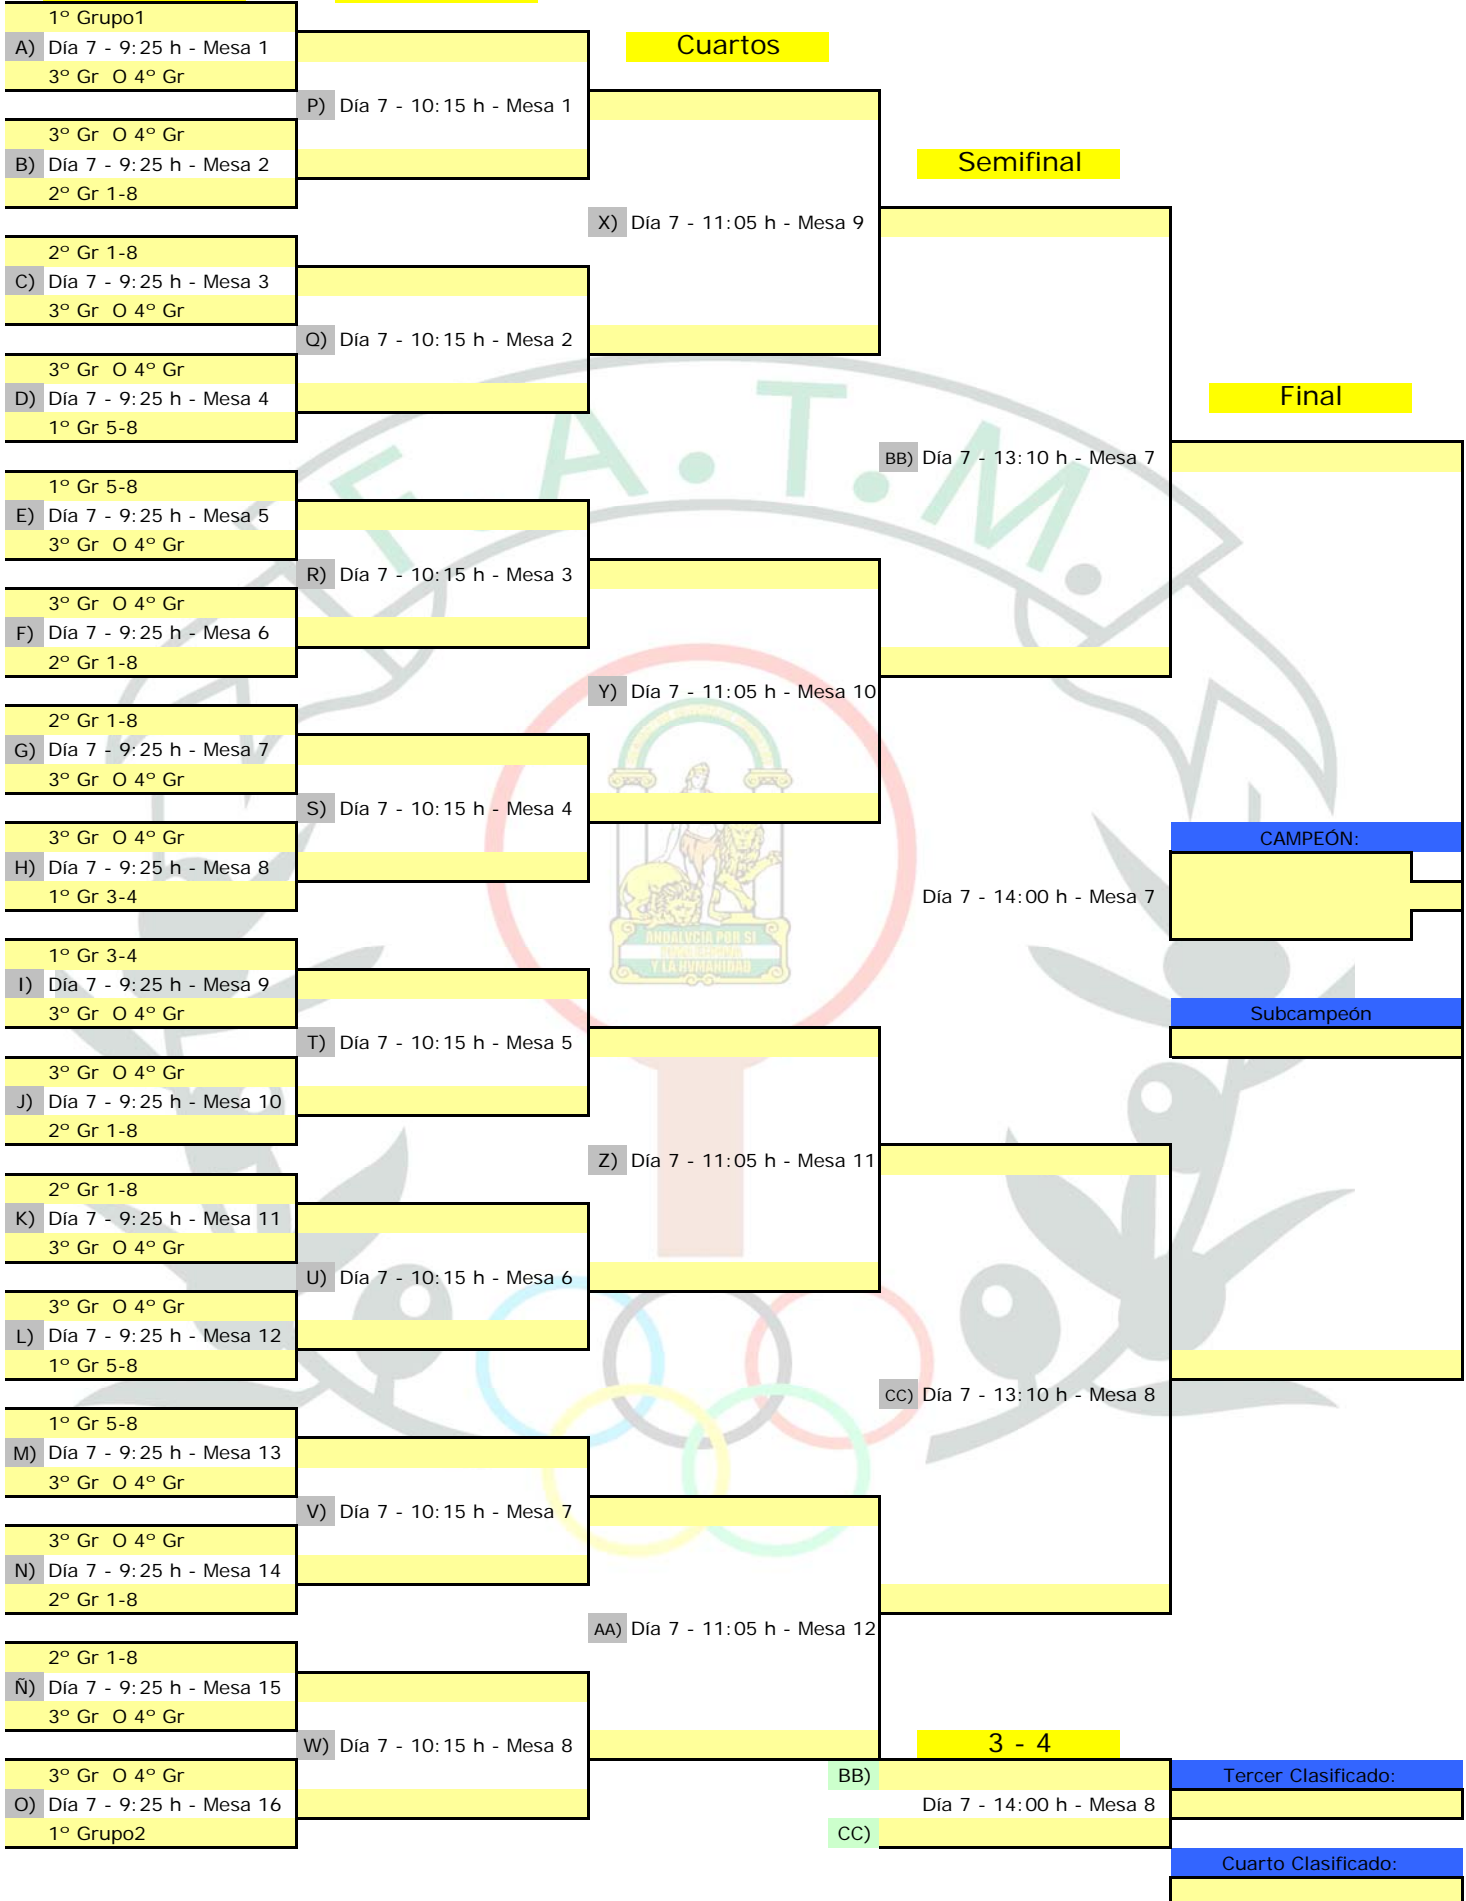 1º Grupo1
A) Día 7 - 9:25 h - Mesa 1
3º Gr O 4º Gr
3º Gr O 4º Gr
B) Día 7 - 9:25 h - Mesa 2
2º Gr 1-8
2º Gr 1-8
C) Día 7 - 9:25 h - Mesa 3
3º Gr O 4º Gr
3º Gr O 4º Gr
D) Día 7 - 9:25 h - Mesa 4
1º Gr 5-8
1º Gr 5-8
E) Día 7 - 9:25 h - Mesa 5
3º Gr O 4º Gr
3º Gr O 4º Gr
F) Día 7 - 9:25 h - Mesa 6
2º Gr 1-8
2º Gr 1-8
G) Día 7 - 9:25 h - Mesa 7
3º Gr O 4º Gr
3º Gr O 4º Gr
H) Día 7 - 9:25 h - Mesa 8
1º Gr 3-4
1º Gr 3-4
I) Día 7 - 9:25 h - Mesa 9
3º Gr O 4º Gr
3º Gr O 4º Gr
J) Día 7 - 9:25 h - Mesa 10
2º Gr 1-8
2º Gr 1-8
K) Día 7 - 9:25 h - Mesa 11
3º Gr O 4º Gr
3º Gr O 4º Gr
L) Día 7 - 9:25 h - Mesa 12
1º Gr 5-8
1º Gr 5-8
M) Día 7 - 9:25 h - Mesa 13
3º Gr O 4º Gr
3º Gr O 4º Gr
N) Día 7 - 9:25 h - Mesa 14
2º Gr 1-8
2º Gr 1-8
Ñ) Día 7 - 9:25 h - Mesa 15
3º Gr O 4º Gr
3º Gr O 4º Gr
O) Día 7 - 9:25 h - Mesa 16
1º Grupo2
P) Día 7 - 10:15 h - Mesa 1
Q) Día 7 - 10:15 h - Mesa 2
R) Día 7 - 10:15 h - Mesa 3
S) Día 7 - 10:15 h - Mesa 4
T) Día 7 - 10:15 h - Mesa 5
U) Día 7 - 10:15 h - Mesa 6
V) Día 7 - 10:15 h - Mesa 7
W) Día 7 - 10:15 h - Mesa 8
Cuartos
X) Día 7 - 11:05 h - Mesa 9
Y) Día 7 - 11:05 h - Mesa 10
Z) Día 7 - 11:05 h - Mesa 11
AA) Día 7 - 11:05 h - Mesa 12
Semifinal
BB) Día 7 - 13:10 h - Mesa 7
CC) Día 7 - 13:10 h - Mesa 8
Final
Día 7 - 14:00 h - Mesa 7
CAMPEÓN:
Subcampeón
3 - 4
BB)
Día 7 - 14:00 h - Mesa 8
CC)
Tercer Clasificado:
Cuarto Clasificado:
F.A.T.M.
ANDALVCIA POR SI
Y LA HVMANIDAD